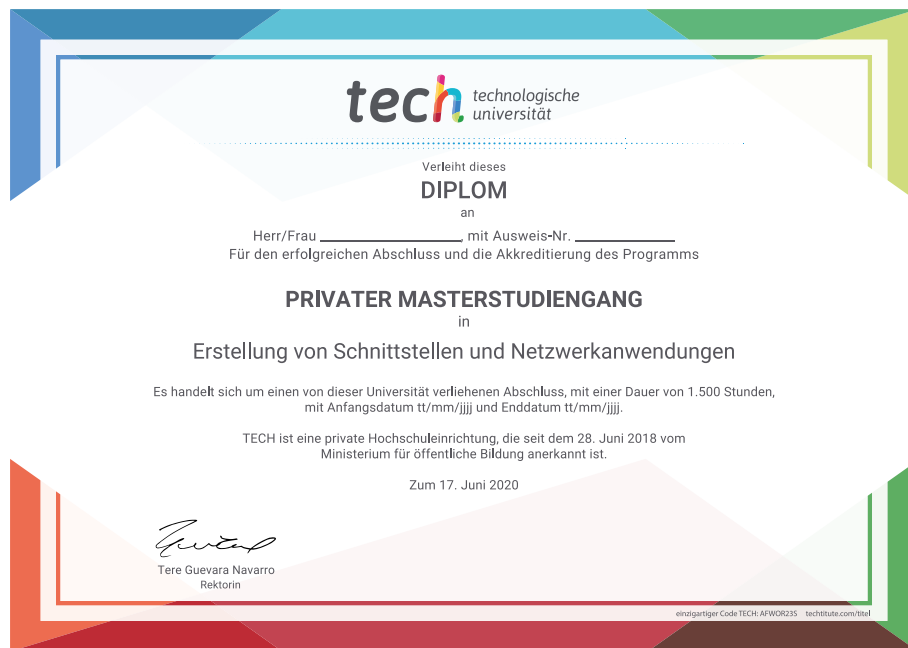 tech technologische
universität
Verleiht dieses
DIPLOM
an
Herr/Frau ____________________, mit Ausweis-Nr. ______________
Für den erfolgreichen Abschluss und die Akkreditierung des Programms
PRIVATER MASTERSTUDIENGANG
in
Erstellung von Schnittstellen und Netzwerkanwendungen
Es handelt sich um einen von dieser Universität verliehenen Abschluss, mit einer Dauer von 1.500 Stunden,
mit Anfangsdatum tt/mm/jjjj und Enddatum tt/mm/jjjj.
TECH ist eine private Hochschuleinrichtung, die seit dem 28. Juni 2018 vom
Ministerium für öffentliche Bildung anerkannt ist.
Zum 17. Juni 2020
Tere Guevara Navarro
Rektorin
einzigartiger Code TECH: AFWOR23S techtitute.com/titel